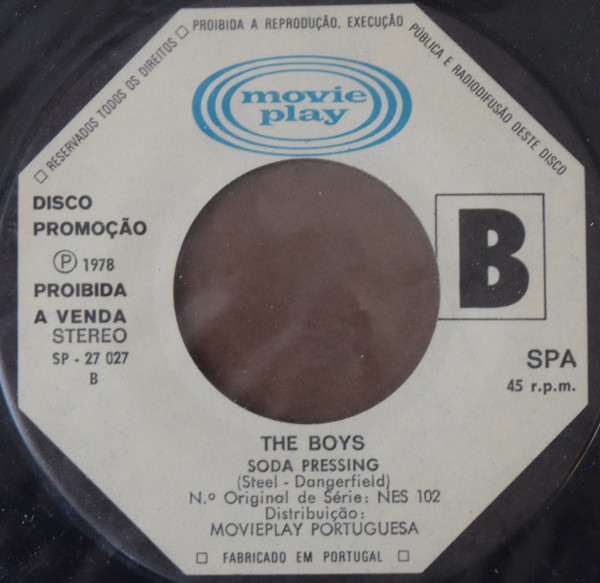 □ RESERVADOS TODOS OS DIREITOS □ PROIBIDA A REPRODUÇÃO, EXECUÇÃO PÚBLICA E RADIODIFUSÃO DESTE DISCO
movie
play
DISCO
PROMOÇÃO
Ⓟ 1978
PROIBIDA
A VENDA
STEREO
SP - 27 027
B
B
SPA
45 r.p.m.
THE BOYS
SODA PRESSING
(Steel - Dangerfield)
N.º Original de Série: NES 102
Distribuição:
MOVIEPLAY PORTUGUESA
□ FABRICADO EM PORTUGAL □